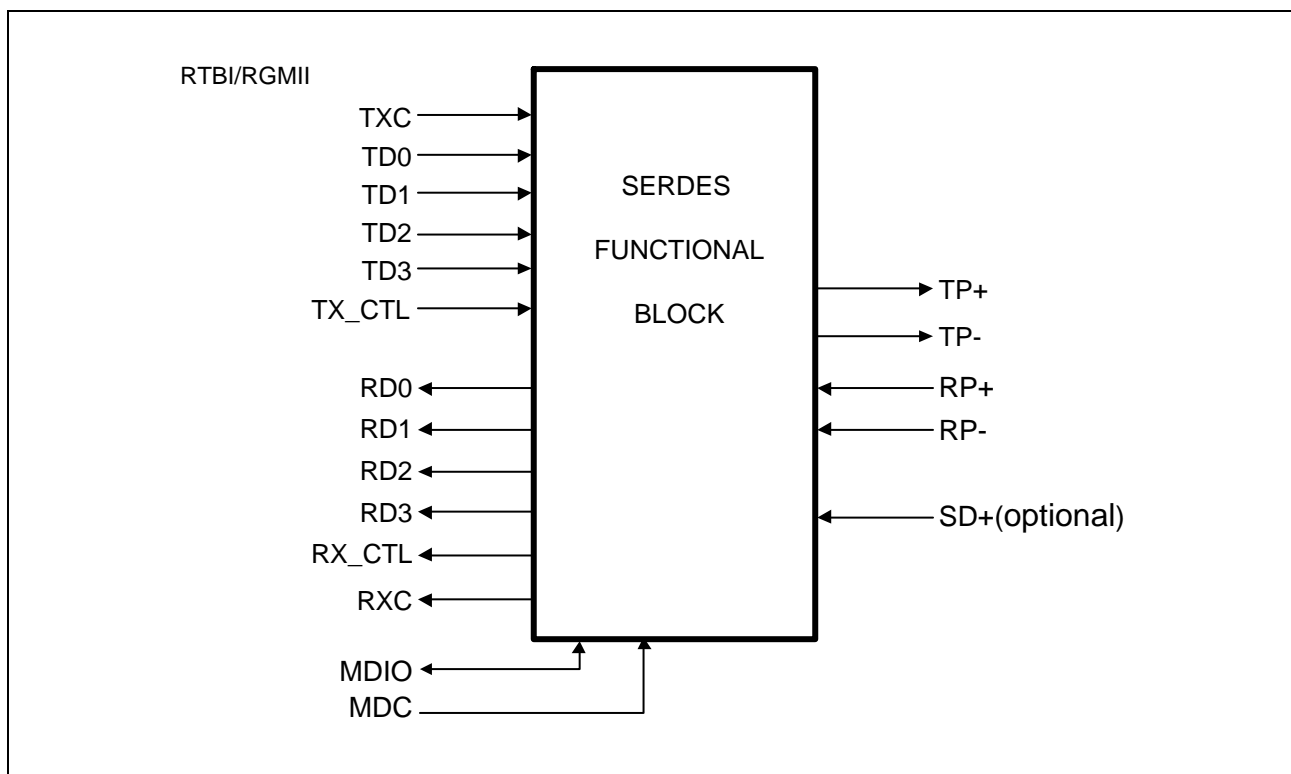 RTBI/RGMII
TXC
TD0
TD1
TD2
TD3
TX_CTL
RD0
RD1
RD2
RD3
RX_CTL
RXC
MDIO
MDC
SERDES
FUNCTIONAL
BLOCK
TP+
TP-
RP+
RP-
SD+(optional)